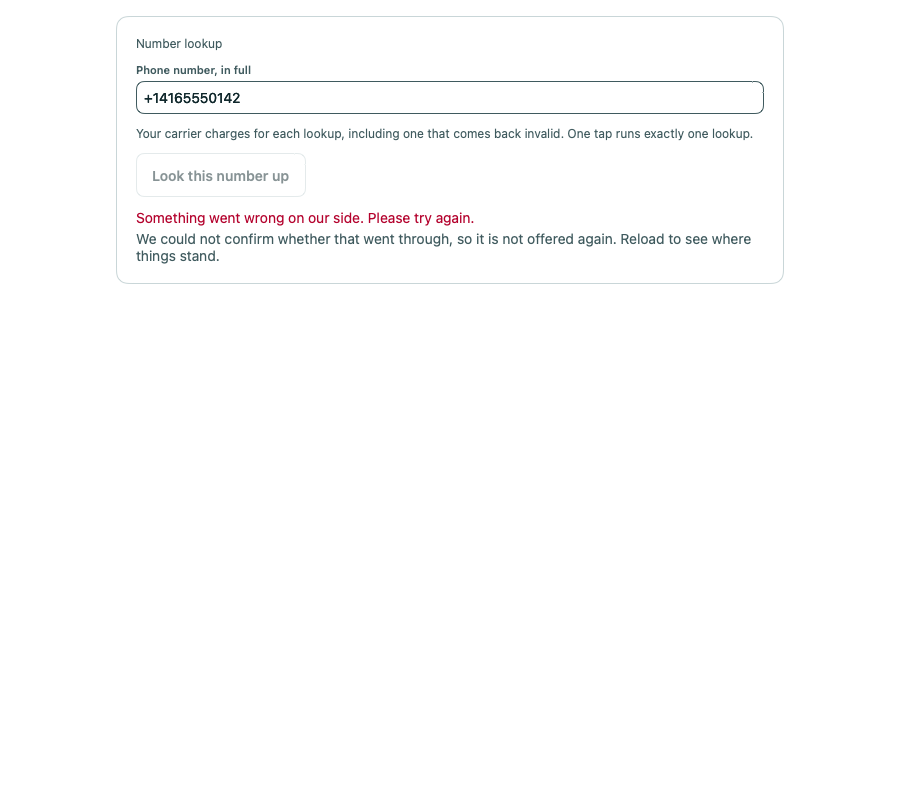 Number lookup
Phone number, in full
+14165550142
Your carrier charges for each lookup, including one that comes back invalid. One tap runs exactly one lookup.
Look this number up
Something went wrong on our side. Please try again.
We could not confirm whether that went through, so it is not offered again. Reload to see where
things stand.